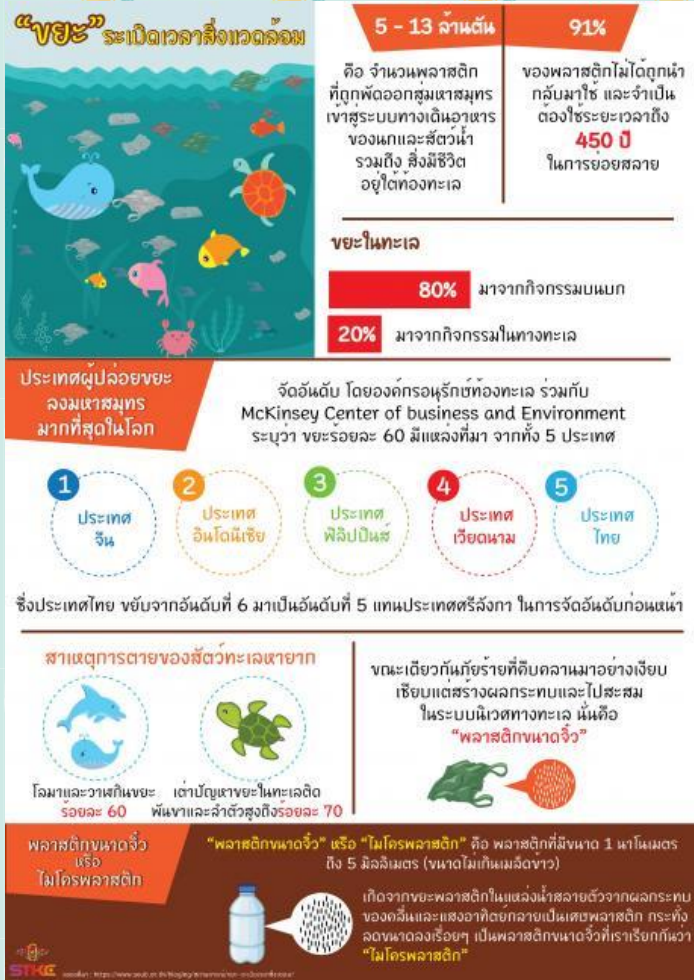 “ขยะ”ระเบิดเวลาสิ่งแวดล้อม
5 - 13 ล้านตัน
คือ จำนวนพลาสติก
ที่ถูกพัดออกสู่มหาสมุทร
เข้าสู่ระบบทางเดินอาหาร
ของนกและสัตว์น้ำ
รวมถึง สิ่งมีชีวิต
อยู่ใต้ท้องทะเล
91%
ของพลาสติกไม่ได้ถูกนำ
กลับมาใช้ และจำเป็น
ต้องใช้ระยะเวลาถึง
450 ปี
ในการย่อยสลาย
ขยะในทะเล
80% มาจากกิจกรรมบนบก
20% มาจากกิจกรรมในทางทะเล
ประเทศผู้ปล่อยขยะ
ลงมหาสมุทร
มากที่สุดในโลก
จัดอันดับ โดยองค์กรอนุรักษ์ท้องทะเล ร่วมกับ
McKinsey Center of business and Environment
ระบุว่า ขยะร้อยละ 60 มีแหล่งที่มา จากทั้ง 5 ประเทศ
1
ประเทศ
จีน
2
ประเทศ
อินโดนีเซีย
3
ประเทศ
ฟิลิปปินส์
4
ประเทศ
เวียดนาม
5
ประเทศ
ไทย
ซึ่งประเทศไทย ขยับจากอันดับที่ 6 มาเป็นอันดับที่ 5 แทนประเทศศรีลังกา ในการจัดอันดับก่อนหน้า
สาเหตุการตายของสัตว์ทะเลหายาก
โลมาและวาฬกินขยะ
ร้อยละ 60
เต่าปัญหาขยะในทะเลติด
พันขาและลำตัวสูงถึงร้อยละ 70
ขณะเดียวกันภัยร้ายที่คืบคลานมาอย่างเงียบ
เชียบแต่สร้างผลกระทบและไปสะสม
ในระบบนิเวศทางทะเล นั่นคือ
“พลาสติกขนาดจิ๋ว”
พลาสติกขนาดจิ๋ว
หรือ
ไมโครพลาสติก
“พลาสติกขนาดจิ๋ว” หรือ “ไมโครพลาสติก” คือ พลาสติกที่มีขนาด 1 นาโนเมตร
ถึง 5 มิลลิเมตร (ขนาดไม่เกินเมล็ดข้าว)
เกิดจากขยะพลาสติกในแหล่งน้ำสลายตัวจากผลกระทบ
ของคลื่นและแสงอาทิตย์กลายเป็นเศษพลาสติก กระทั่ง
ลดขนาดลงเรื่อยๆ เป็นพลาสติกขนาดจิ๋วที่เราเรียกกันว่า
“ไมโครพลาสติก”
STKC